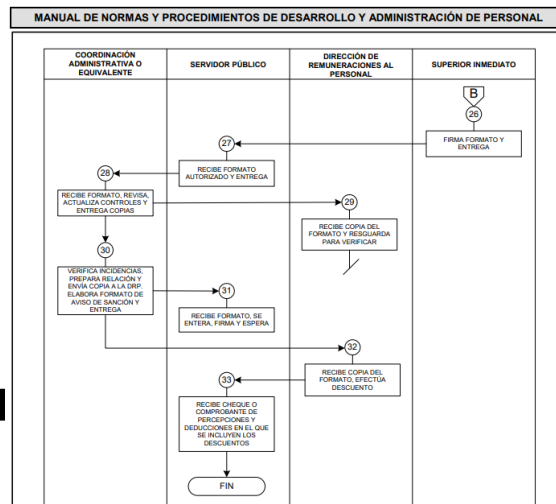 MANUAL DE NORMAS Y PROCEDIMIENTOS DE DESARROLLO Y ADMINISTRACIÓN DE PERSONAL
COORDINACIÓN
ADMINISTRATIVA O
EQUIVALENTE
SERVIDOR PÚBLICO
DIRECCIÓN DE
REMUNERACIONES AL
PERSONAL
SUPERIOR INMEDIATO
B
26
FIRMA FORMATO Y
ENTREGA
27
RECIBE FORMATO
AUTORIZADO Y ENTREGA
28
RECIBE FORMATO, REVISA,
ACTUALIZA CONTROLES Y
ENTREGA COPIAS
29
RECIBE COPIA DEL
FORMATO Y RESGUARDA
PARA VERIFICAR
30
VERIFICA INCIDENCIAS,
PREPARA RELACIÓN Y
ENVÍA COPIA A LA DRP.
ELABORA FORMATO DE
AVISO DE SANCIÓN Y
ENTREGA
31
RECIBE FORMATO, SE
ENTERA, FIRMA Y ESPERA
32
RECIBE COPIA DEL
FORMATO, EFECTÚA
DESCUENTO
33
RECIBE CHEQUE O
COMPROBANTE DE
PERCEPCIONES Y
DEDUCCIONES EN EL QUE
SE INCLUYEN LOS
DESCUENTOS
FIN